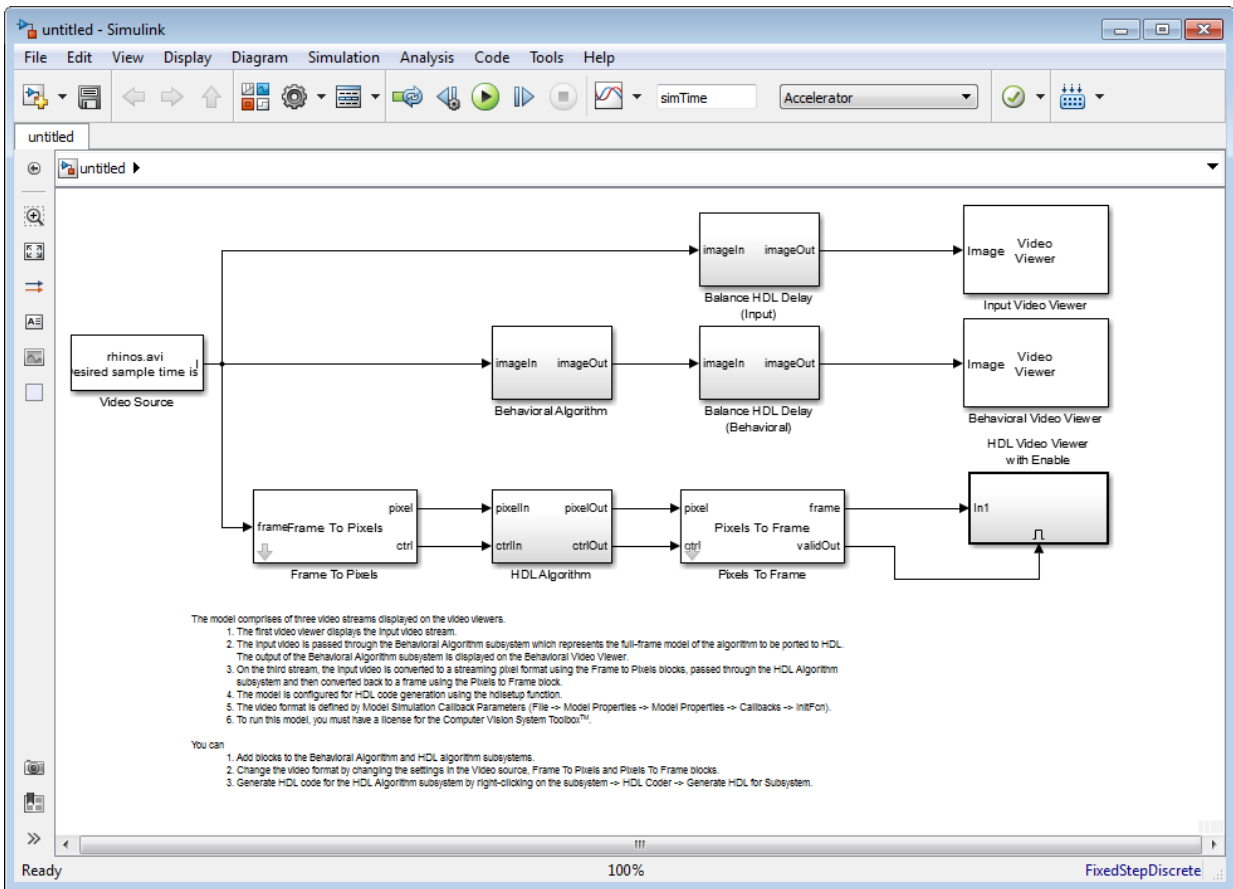 untitled - Simulink
File Edit View Display Diagram Simulation Analysis Code Tools Help
simTime Accelerator
untitled
untitled
imageIn imageOut
Balance HDL Delay
(Input)
Image Video
Viewer
Input Video Viewer
rhinos.avi
esired sample time is
I
Video Source
imageIn imageOut
Behavioral Algorithm
imageIn imageOut
Balance HDL Delay
(Behavioral)
Image Video
Viewer
Behavioral Video Viewer
HDL Video Viewer
with Enable
frame Frame To Pixels
pixel
ctrl
Frame To Pixels
pixelIn pixelOut
ctrlIn ctrlOut
HDL Algorithm
pixel frame
Pixels To Frame
ctrl validOut
Pixels To Frame
In1
The model comprises of three video streams displayed on the video viewers.
1. The first video viewer displays the input video stream.
2. The input video is passed through the Behavioral Algorithm subsystem which represents the full-frame model of the algorithm to be ported to HDL.
The output of the Behavioral Algorithm subsystem is displayed on the Behavioral Video Viewer.
3. On the third stream, the input video is converted to a streaming pixel format using the Frame to Pixels blocks, passed through the HDL Algorithm
subsystem and then converted back to a frame using the Pixels to Frame block.
4. The model is configured for HDL code generation using the hdlsetup function.
5. The video format is defined by Model Simulation Callback Parameters (File -> Model Properties -> Model Properties -> Callbacks -> InitFcn).
6. To run this model, you must have a license for the Computer Vision System Toolbox™.
You can
1. Add blocks to the Behavioral Algorithm and HDL algorithm subsystems.
2. Change the video format by changing the settings in the Video source, Frame To Pixels and Pixels To Frame blocks.
3. Generate HDL code for the HDL Algorithm subsystem by right-clicking on the subsystem -> HDL Coder -> Generate HDL for Subsystem.
Ready 100% FixedStepDiscrete